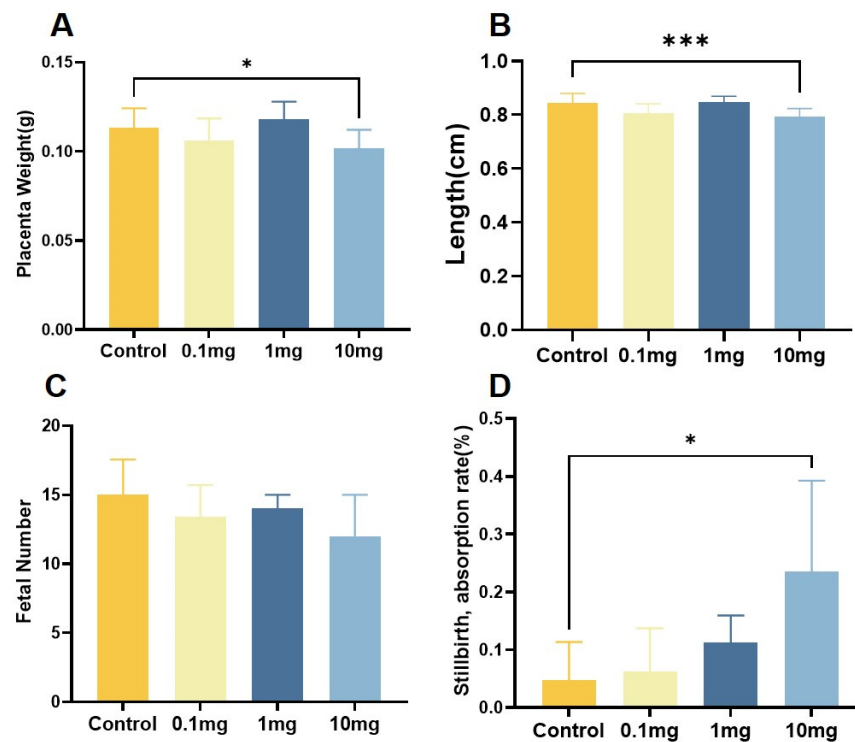 A
Placenta Weight(g)
0.15
0.10
0.05
0.00
*
Control 0.1mg 1mg 10mg
B
Length(cm)
1.0
0.8
0.6
0.4
0.2
0.0
***
Control 0.1mg 1mg 10mg
C
Fetal Number
20
15
10
5
0
Control 0.1mg 1mg 10mg
D
Stillbirth, absorption rate(%)
0.5
0.4
0.3
0.2
0.1
0.0
*
Control 0.1mg 1mg 10mg